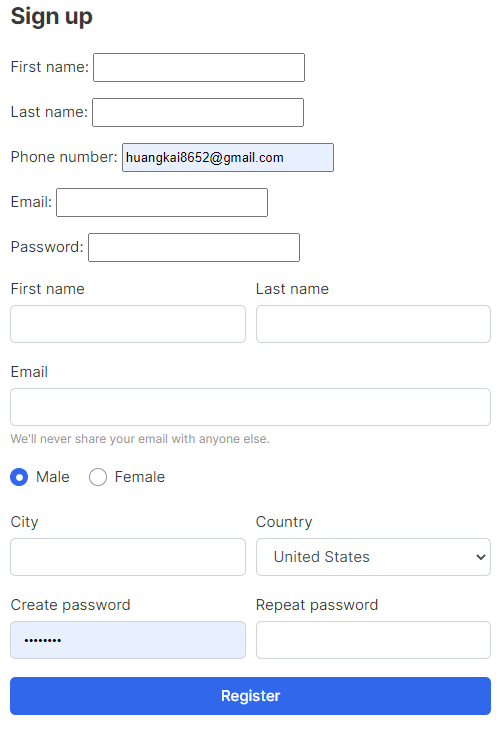 Sign up
First name:
Last name:
Phone number: huangkai8652@gmail.com
Email:
Password:
First name Last name
Email
We'll never share your email with anyone else.
Male Female
City Country
United States
Create password Repeat password
••••••••
Register